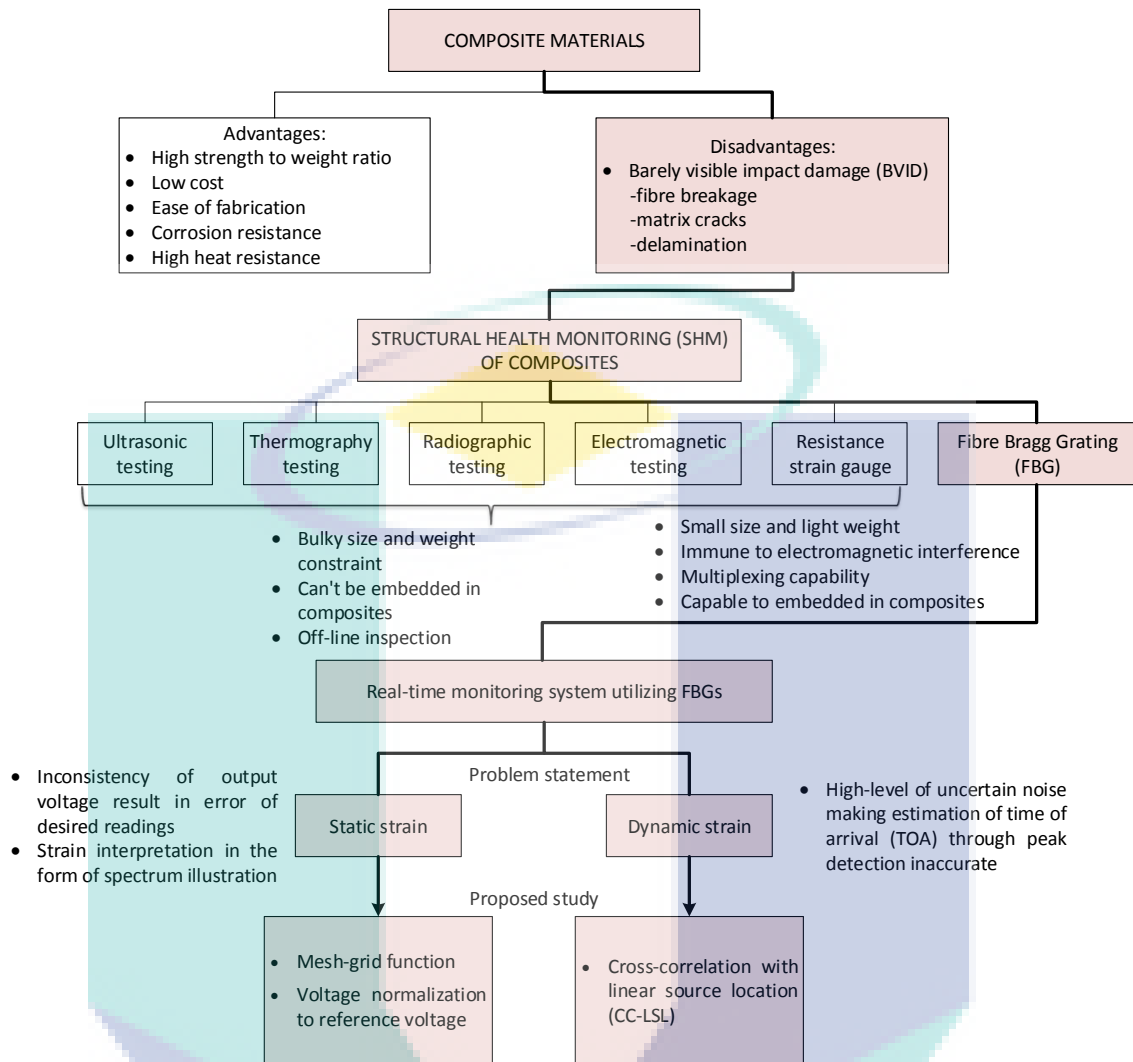 COMPOSITE MATERIALS
Advantages:
• High strength to weight ratio
• Low cost
• Ease of fabrication
• Corrosion resistance
• High heat resistance
Disadvantages:
• Barely visible impact damage (BVID)
-fibre breakage
-matrix cracks
-delamination
STRUCTURAL HEALTH MONITORING (SHM)
OF COMPOSITES
Ultrasonic
testing
Thermography
testing
Radiographic
testing
Electromagnetic
testing
Resistance
strain gauge
Fibre Bragg Grating
(FBG)
• Bulky size and weight
constraint
• Can't be embedded in
composites
• Off-line inspection
• Small size and light weight
• Immune to electromagnetic interference
• Multiplexing capability
• Capable to embedded in composites
Real-time monitoring system utilizing FBGs
Problem statement
• Inconsistency of output
voltage result in error of
desired readings
• Strain interpretation in the
form of spectrum illustration
Static strain
Dynamic strain
• High-level of uncertain noise
making estimation of time of
arrival (TOA) through peak
detection inaccurate
Proposed study
• Mesh-grid function
• Voltage normalization
to reference voltage
• Cross-correlation with
linear source location
(CC-LSL)